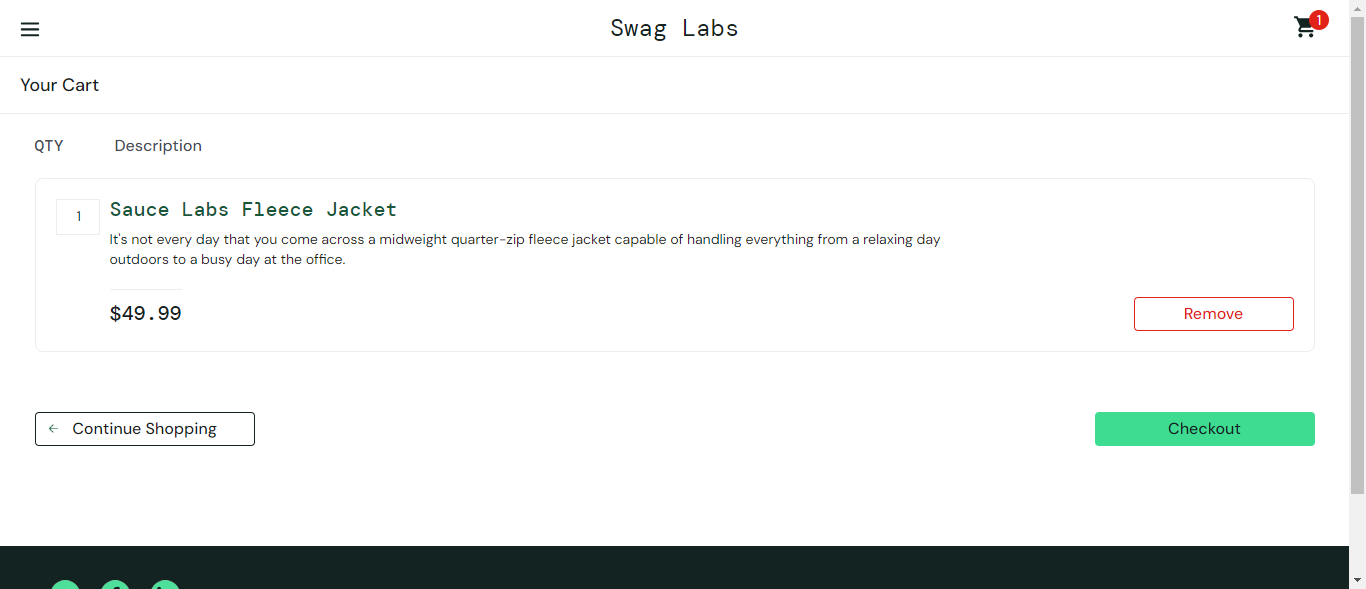 Swag Labs
1
Your Cart
QTY
Description
1
Sauce Labs Fleece Jacket
It's not every day that you come across a midweight quarter-zip fleece jacket capable of handling everything from a relaxing day
outdoors to a busy day at the office.
$49.99
Remove
Continue Shopping
Checkout